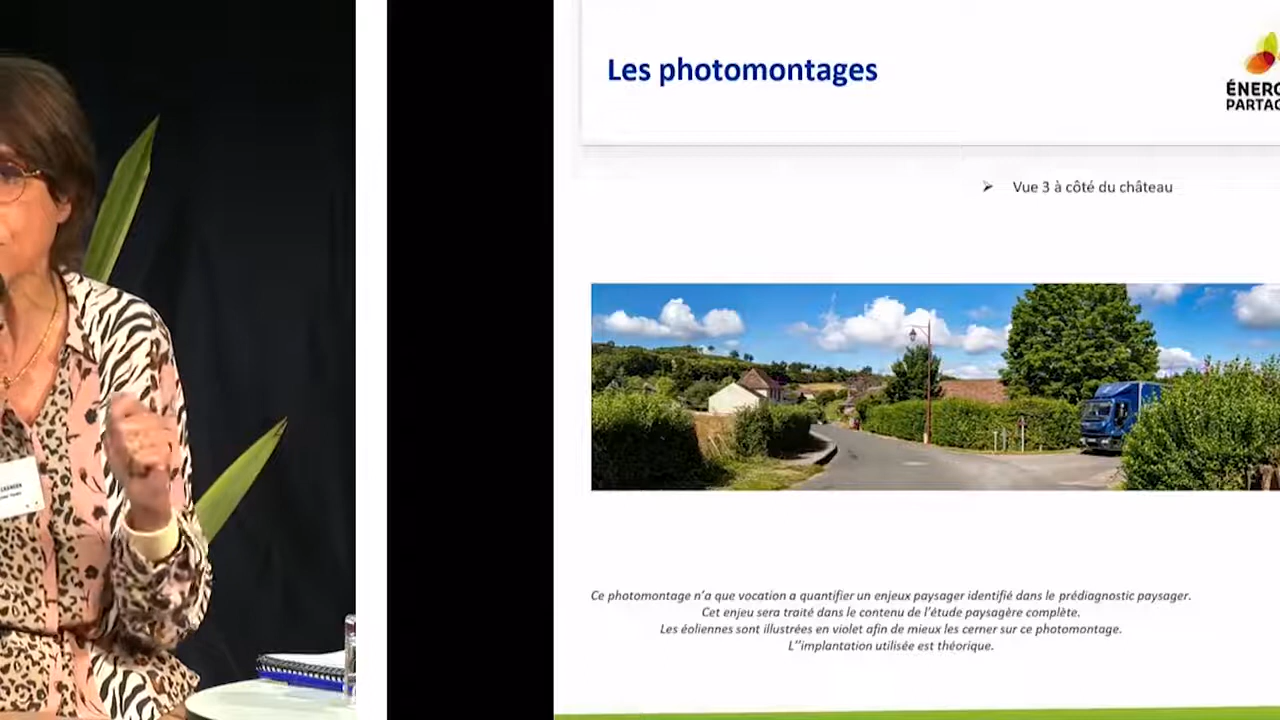 Les photomontages
ÉNERG
PARTAG
➢ Vue 3 à côté du château
Ce photomontage n'a que vocation a quantifier un enjeux paysager identifié dans le prédiagnostic paysager.
Cet enjeu sera traité dans le contenu de l'étude paysagère complète.
Les éoliennes sont illustrées en violet afin de mieux les cerner sur ce photomontage.
L''implantation utilisée est théorique.